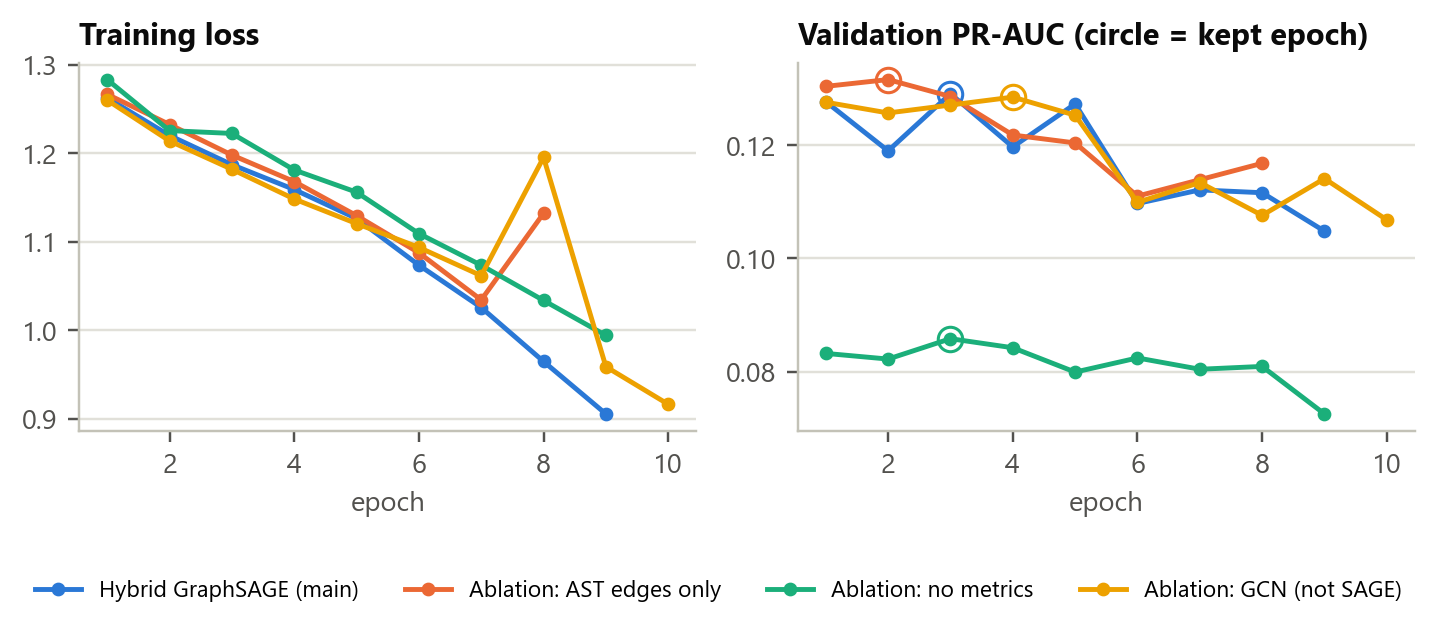 Training loss
1.3
1.2
1.1
1.0
0.9
2 4 6 8 10
epoch
Validation PR-AUC (circle = kept epoch)
0.12
0.10
0.08
2 4 6 8 10
epoch
Hybrid GraphSAGE (main) Ablation: AST edges only Ablation: no metrics Ablation: GCN (not SAGE)